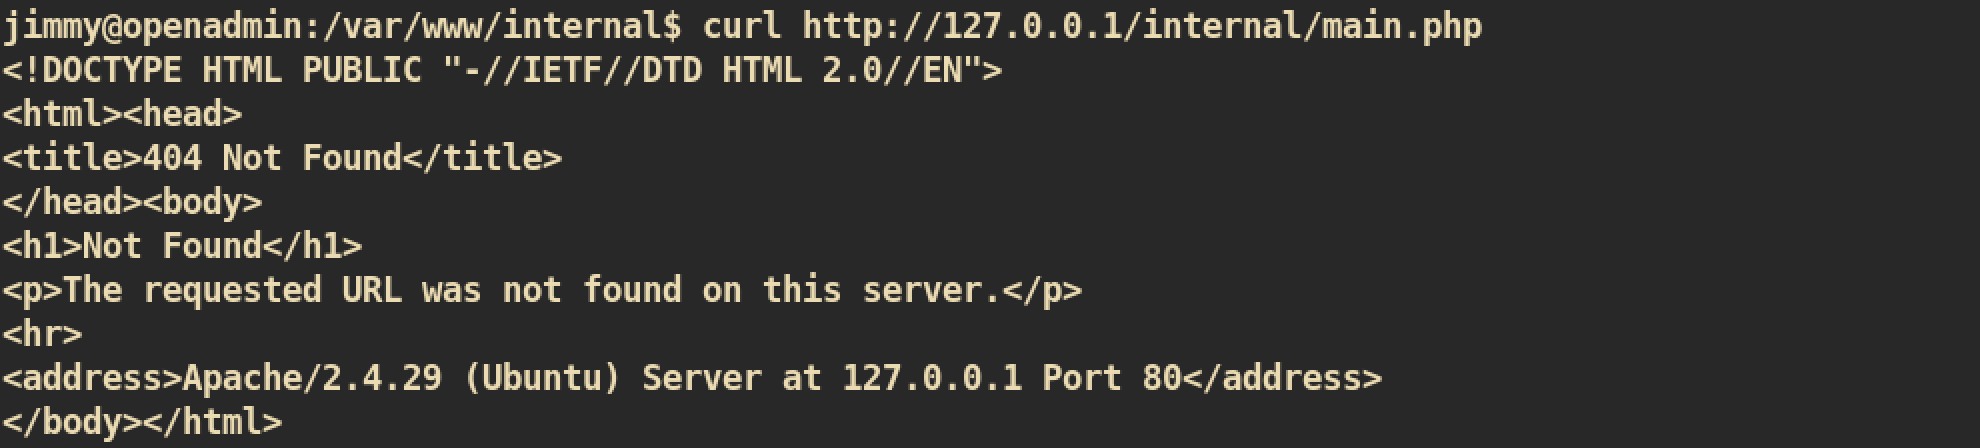 jimmy@openadmin:/var/www/internal$ curl http://127.0.0.1/internal/main.php
<!DOCTYPE HTML PUBLIC "-//IETF//DTD HTML 2.0//EN">
<html><head>
<title>404 Not Found</title>
</head><body>
<h1>Not Found</h1>
<p>The requested URL was not found on this server.</p>
<hr>
<address>Apache/2.4.29 (Ubuntu) Server at 127.0.0.1 Port 80</address>
</body></html>